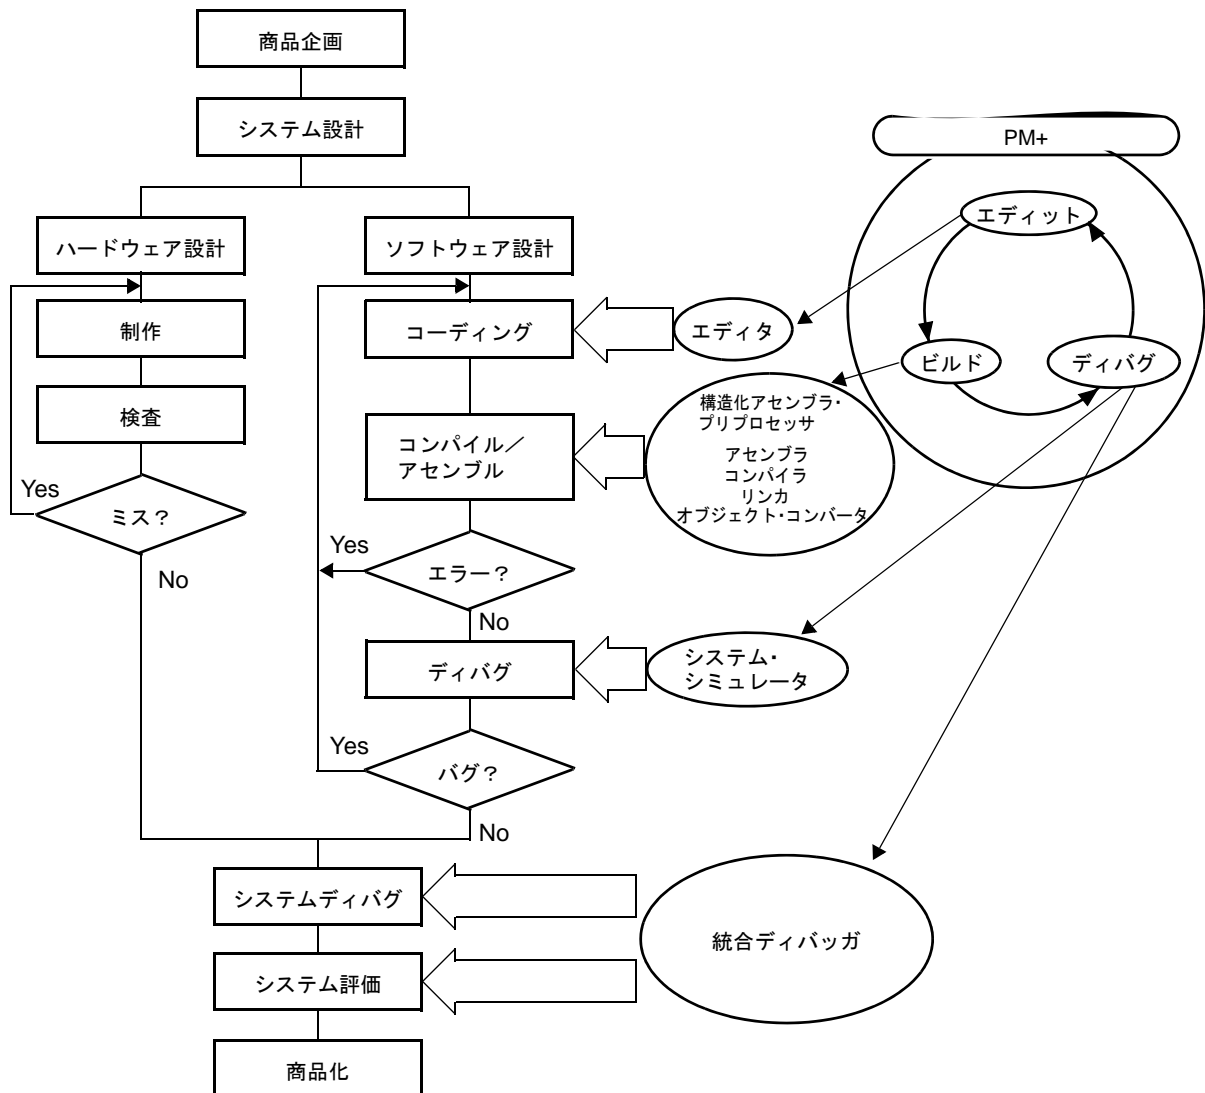 商品企画
システム設計
PM+
エディット
ハードウェア設計
ソフトウェア設計
制作
コーディング
エディタ
ビルド
ディバグ
検査
コンパイル／
アセンブル
構造化アセンブラ・
プリプロセッサ
アセンブラ
コンパイラ
リンカ
オブジェクト・コンバータ
Yes
ミス？
No
Yes
エラー？
No
ディバグ
システム・
シミュレータ
Yes
バグ？
No
システムディバグ
統合ディバッガ
システム評価
商品化